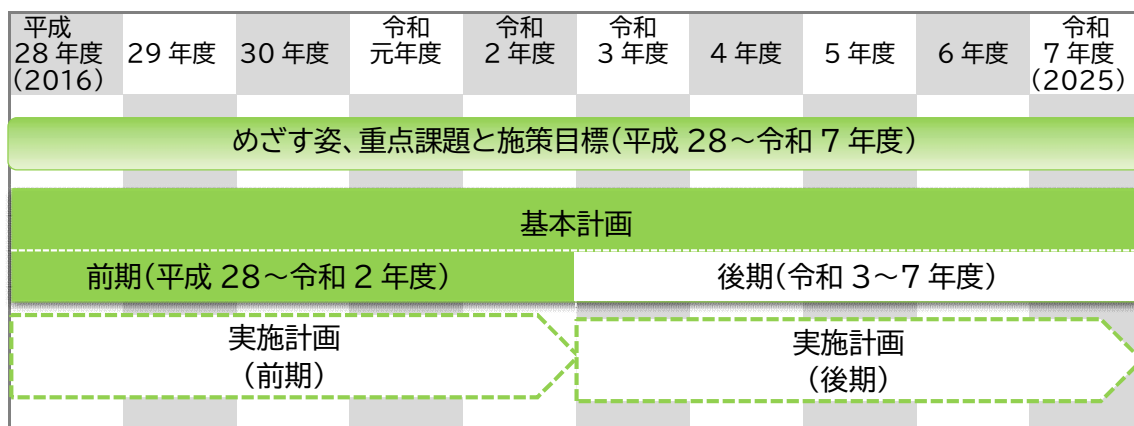 平成
28 年度
(2016)
29 年度
30 年度
令和
元年度
令和
2 年度
令和
3 年度
4 年度
5 年度
6 年度
令和
7 年度
(2025)
めざす姿、重点課題と施策目標(平成 28~令和 7 年度)
基本計画
前期(平成 28~令和 2 年度)
後期(令和 3~7 年度)
実施計画
(前期)
実施計画
(後期)